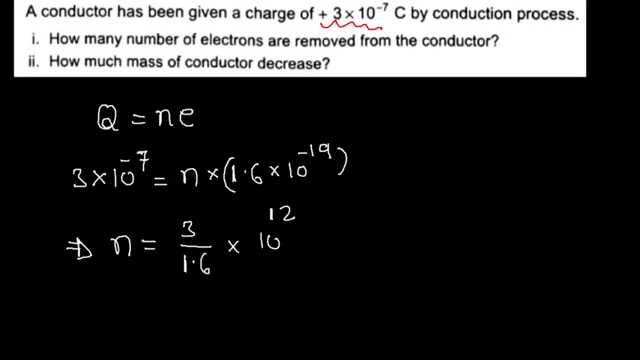 A conductor has been given a charge of + 3 × 10⁻⁷ C by conduction process.
i. How many number of electrons are removed from the conductor?
ii. How much mass of conductor decrease?
Q = ne
3 × 10⁻⁷ = n × (1.6 × 10⁻¹⁹)
⇒ n = 3/1.6 × 10¹²